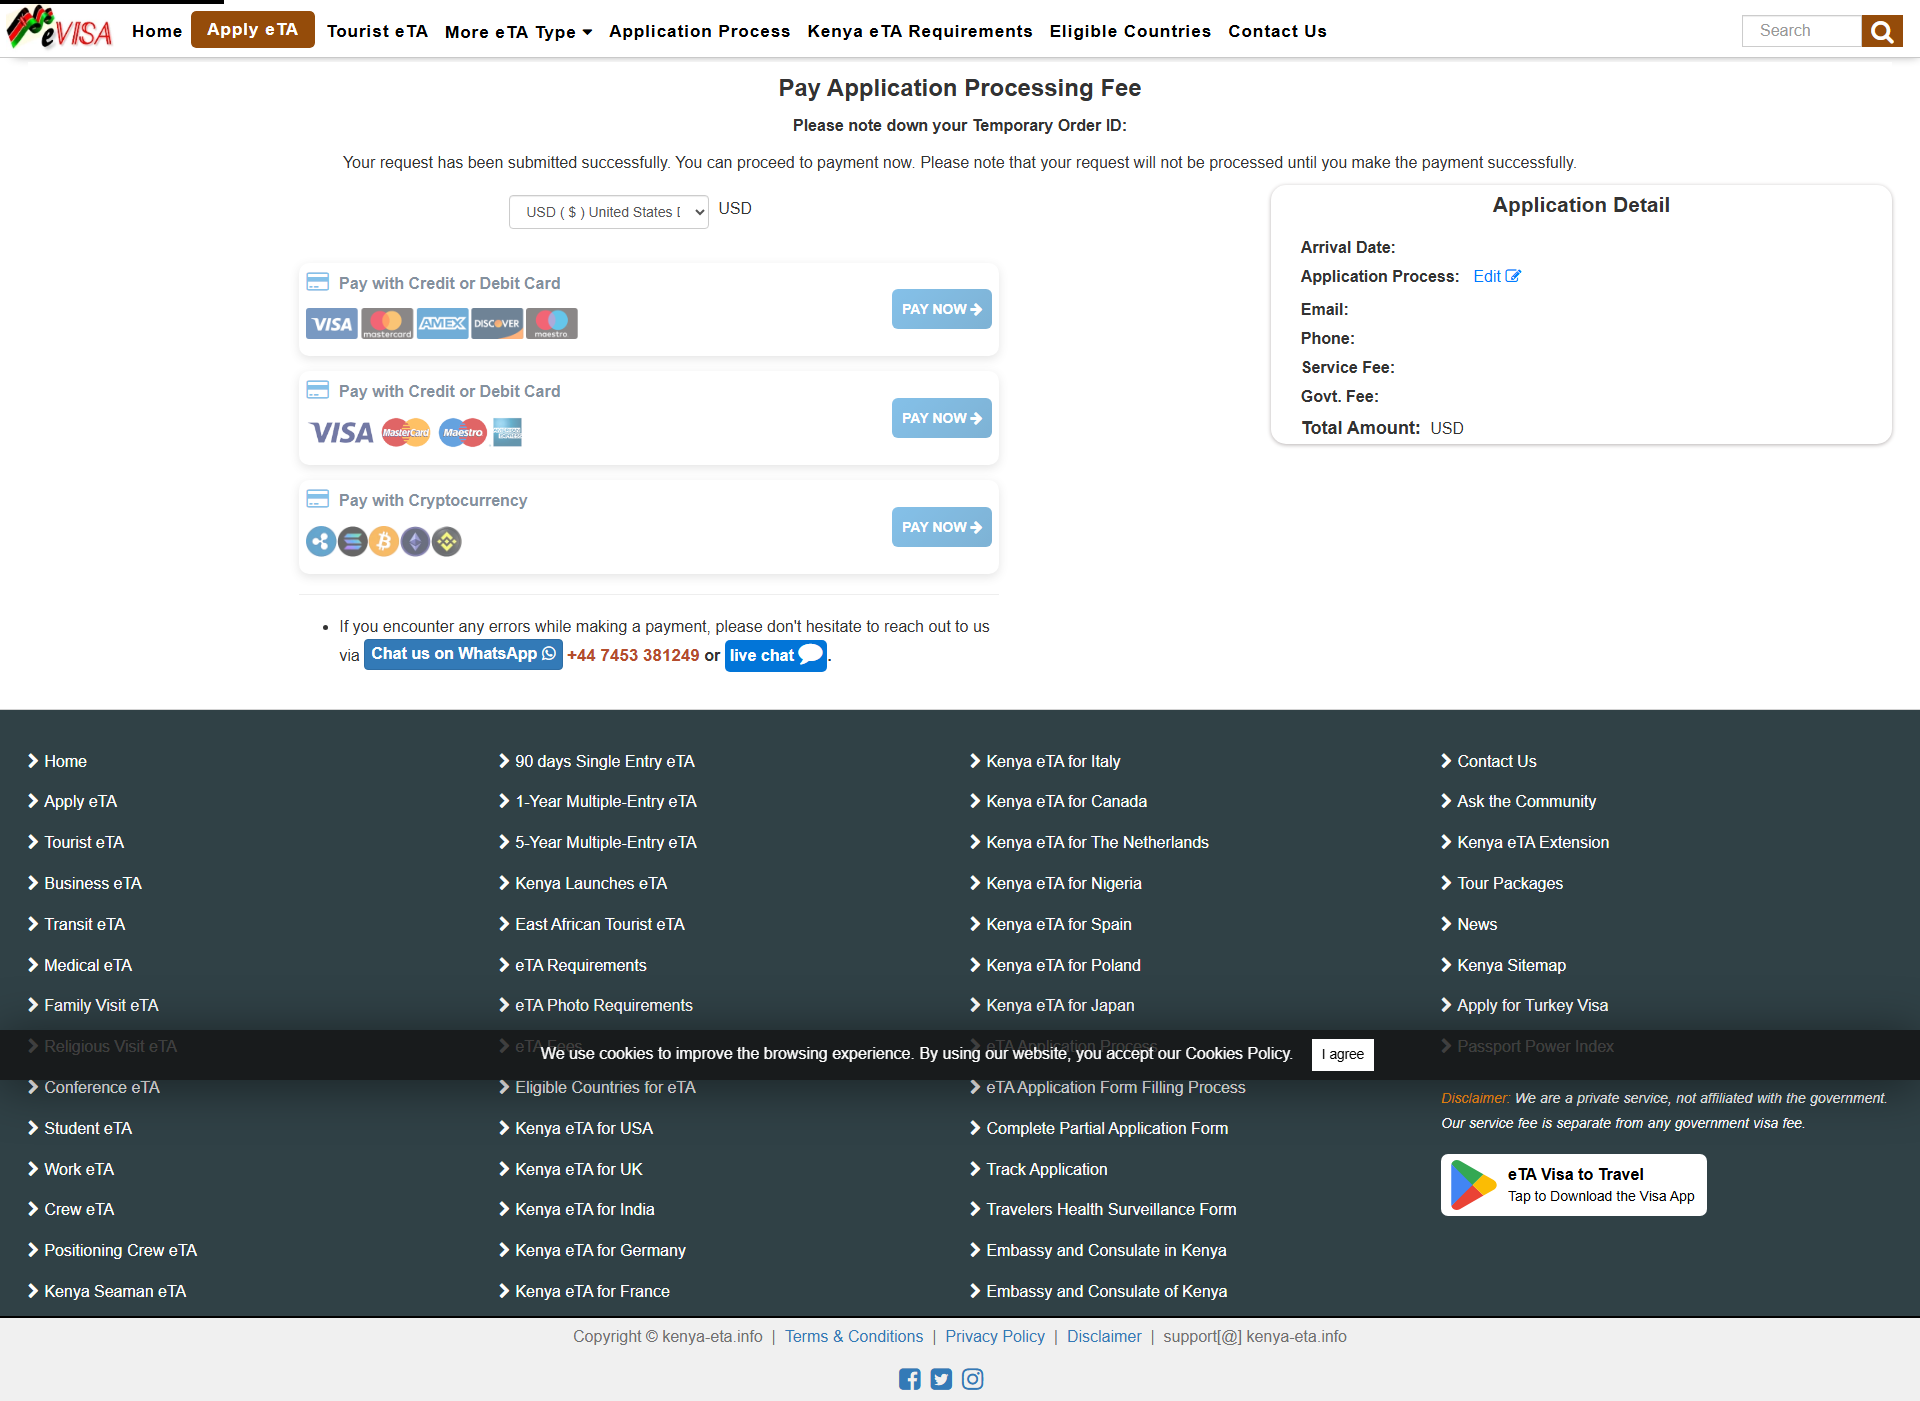 eVISA
Home
Apply eTA
Tourist eTA
More eTA Type
Application Process
Kenya eTA Requirements
Eligible Countries
Contact Us
Search
Pay Application Processing Fee
Please note down your Temporary Order ID:
Your request has been submitted successfully. You can proceed to payment now. Please note that your request will not be processed until you make the payment successfully.
USD ( $ ) United States
USD
Pay with Credit or Debit Card
VISA mastercard AMEX DISCOVER maestro
PAY NOW
Pay with Credit or Debit Card
VISA MasterCard Maestro AMERICAN EXPRESS
PAY NOW
Pay with Cryptocurrency
PAY NOW
If you encounter any errors while making a payment, please don't hesitate to reach out to us
via Chat us on WhatsApp +44 7453 381249 or live chat .
Application Detail
Arrival Date:
Application Process: Edit
Email:
Phone:
Service Fee:
Govt. Fee:
Total Amount: USD
Home
Apply eTA
Tourist eTA
Business eTA
Transit eTA
Medical eTA
Family Visit eTA
Religious Visit eTA
Conference eTA
Student eTA
Work eTA
Crew eTA
Positioning Crew eTA
Kenya Seaman eTA
90 days Single Entry eTA
1-Year Multiple-Entry eTA
5-Year Multiple-Entry eTA
Kenya Launches eTA
East African Tourist eTA
eTA Requirements
eTA Photo Requirements
eTA Fees
Eligible Countries for eTA
Kenya eTA for USA
Kenya eTA for UK
Kenya eTA for India
Kenya eTA for Germany
Kenya eTA for France
Kenya eTA for Italy
Kenya eTA for Canada
Kenya eTA for The Netherlands
Kenya eTA for Nigeria
Kenya eTA for Spain
Kenya eTA for Poland
Kenya eTA for Japan
eTA Application Process
eTA Application Form Filling Process
Complete Partial Application Form
Track Application
Travelers Health Surveillance Form
Embassy and Consulate in Kenya
Embassy and Consulate of Kenya
Contact Us
Ask the Community
Kenya eTA Extension
Tour Packages
News
Kenya Sitemap
Apply for Turkey Visa
Passport Power Index
Disclaimer: We are a private service, not affiliated with the government.
Our service fee is separate from any government visa fee.
eTA Visa to Travel
Tap to Download the Visa App
We use cookies to improve the browsing experience. By using our website, you accept our Cookies Policy.
I agree
Copyright © kenya-eta.info | Terms & Conditions | Privacy Policy | Disclaimer | support[@] kenya-eta.info